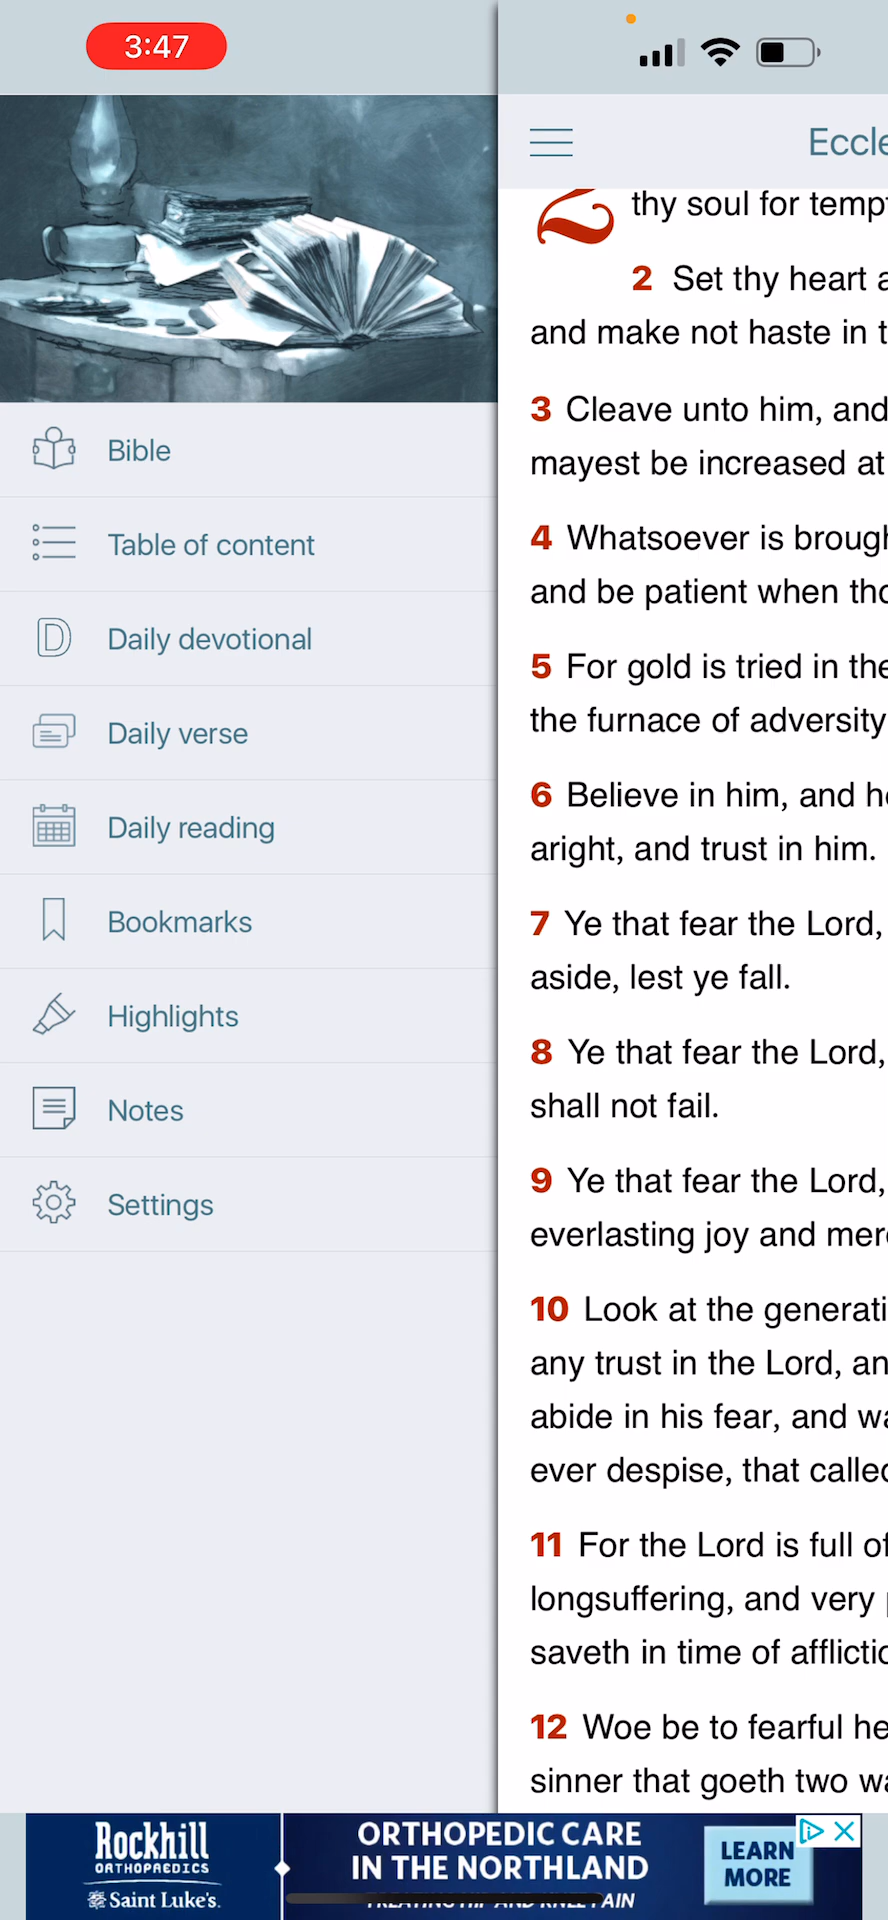 3:47
Bible
Table of content
Daily devotional
Daily verse
Daily reading
Bookmarks
Highlights
Notes
Settings
2 thy soul for
2 Set thy heart
and make not haste in
3 Cleave unto him, and
mayest be increased at
4 Whatsoever is
and be patient when
5 For gold is tried in
the furnace of adversity
6 Believe in him, and
aright, and trust in him.
7 Ye that fear the Lord,
aside, lest ye fall.
8 Ye that fear the Lord,
shall not fail.
9 Ye that fear the Lord,
everlasting joy and
10 Look at the
any trust in the Lord,
abide in his fear, and
ever despise, that
11 For the Lord is full
longsuffering, and very
saveth in time of
12 Woe be to fearful
sinner that goeth two
Rockhill
ORTHOPAEDICS
Saint Luke's.
ORTHOPEDIC CARE
IN THE NORTHLAND
LEARN
MORE